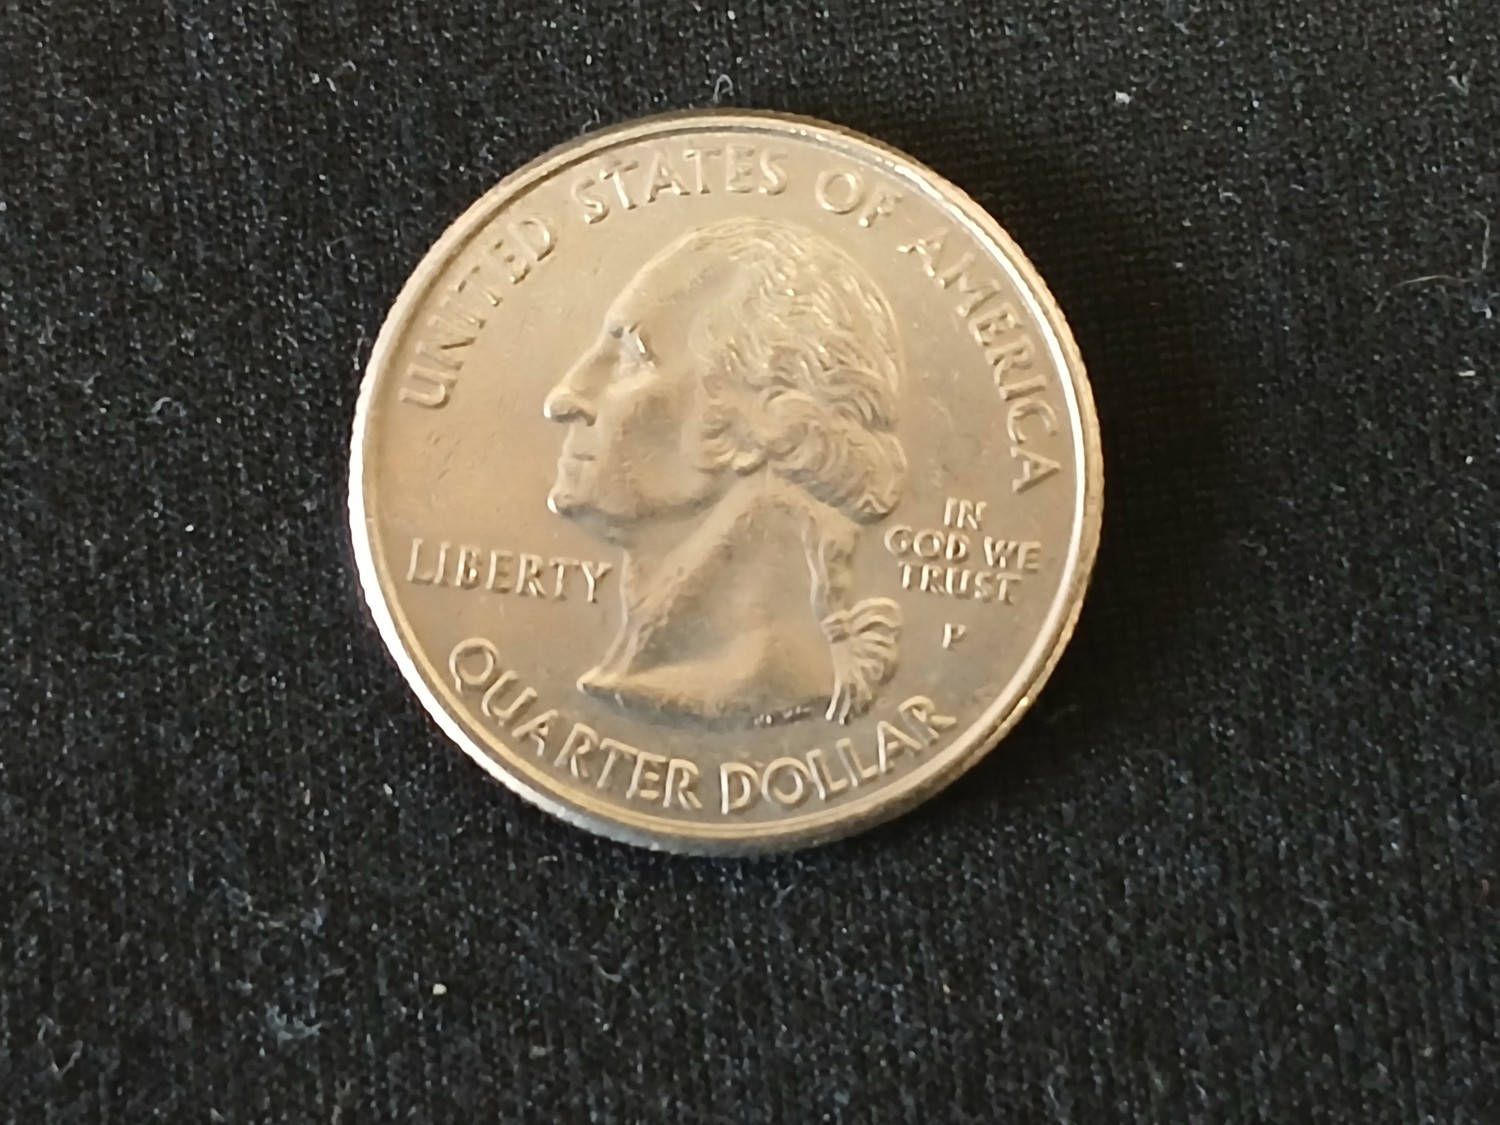 UNITED STATES OF AMERICA
LIBERTY
IN
GOD WE
TRUST
P
QUARTER DOLLAR